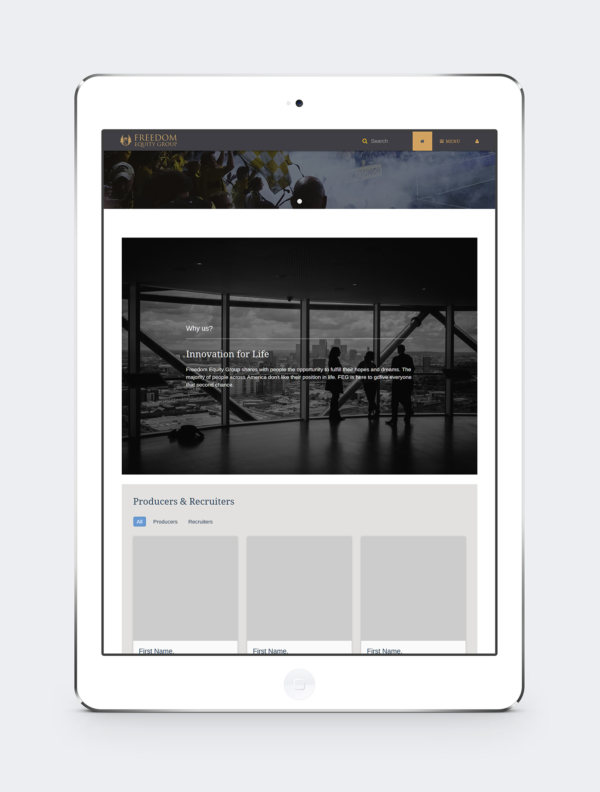 FREEDOM
EQUITY GROUP
Search
MENU
Why us?
Innovation for Life
Freedom Equity Group shares with people the opportunity to fulfill their hopes and dreams. The
majority of people across America don't like their position in life. FEG is here to g0five everyone
that second chance.
Producers & Recruiters
All
Producers
Recruiters
First Name,
First Name,
First Name,